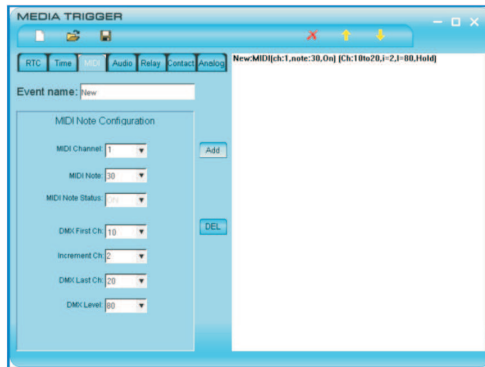 MEDIA TRIGGER
RTC Time MIDI Audio Relay Contact Analog
New:MIDI(ch:1,note:30,On) [Ch:10to20,i=2,l=80,Hold]
Event name: New
MIDI Note Configuration
MIDI Channel: 1
Add
MIDI Note: 30
MIDI Note Status: ON
DMX First Ch: 10
DEL
Increment Ch: 2
DMX Last Ch: 20
DMX Level: 80